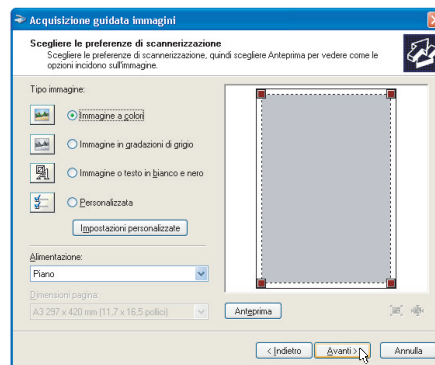 Acquisizione guidata immagini
Scegliere le preferenze di scannerizzazione
Scegliere le preferenze di scannerizzazione, quindi scegliere Anteprima per vedere come le
opzioni incidono sull'immagine.
Tipo immagine:
Immagine a colori
Immagine in gradazioni di grigio
Immagine o testo in bianco e nero
Personalizzata
Impostazioni personalizzate
Alimentazione:
Piano
Dimensioni pagina:
A3 297 x 420 mm (11,7 x 16,5 pollici)
Anteprima
< Indietro
Avanti >
Annulla